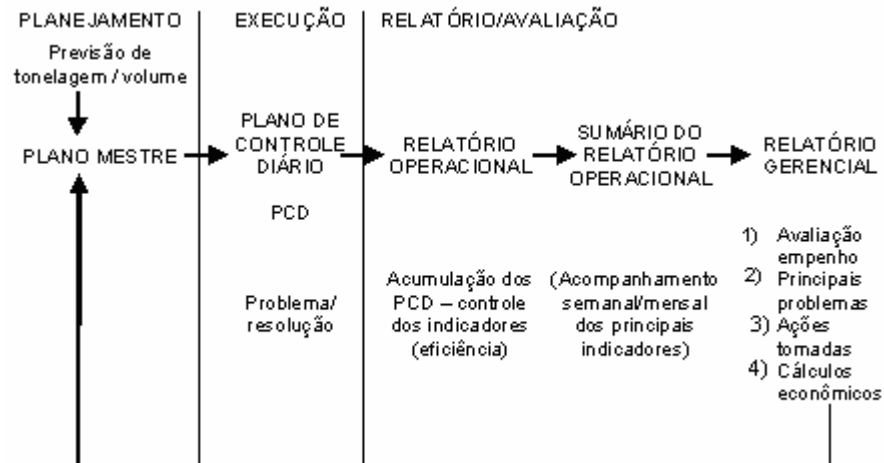 PLANEJAMENTO
EXECUÇÃO
RELATÓRIO/AVALIAÇÃO
Previsão de
tonelagem / volume
PLANO MESTRE
PLANO DE
CONTROLE
DIÁRIO
PCD
Problema/
resolução
RELATÓRIO
OPERACIONAL
Acumulação dos
PCD – controle
dos indicadores
(eficiência)
SUMÁRIO DO
RELATÓRIO
OPERACIONAL
(Acompanhamento
semanal/mensal
dos principais
indicadores)
RELATÓRIO
GERENCIAL
1) Avaliação
empenho
2) Principais
problemas
3) Ações
tomadas
4) Cálculos
econômicos